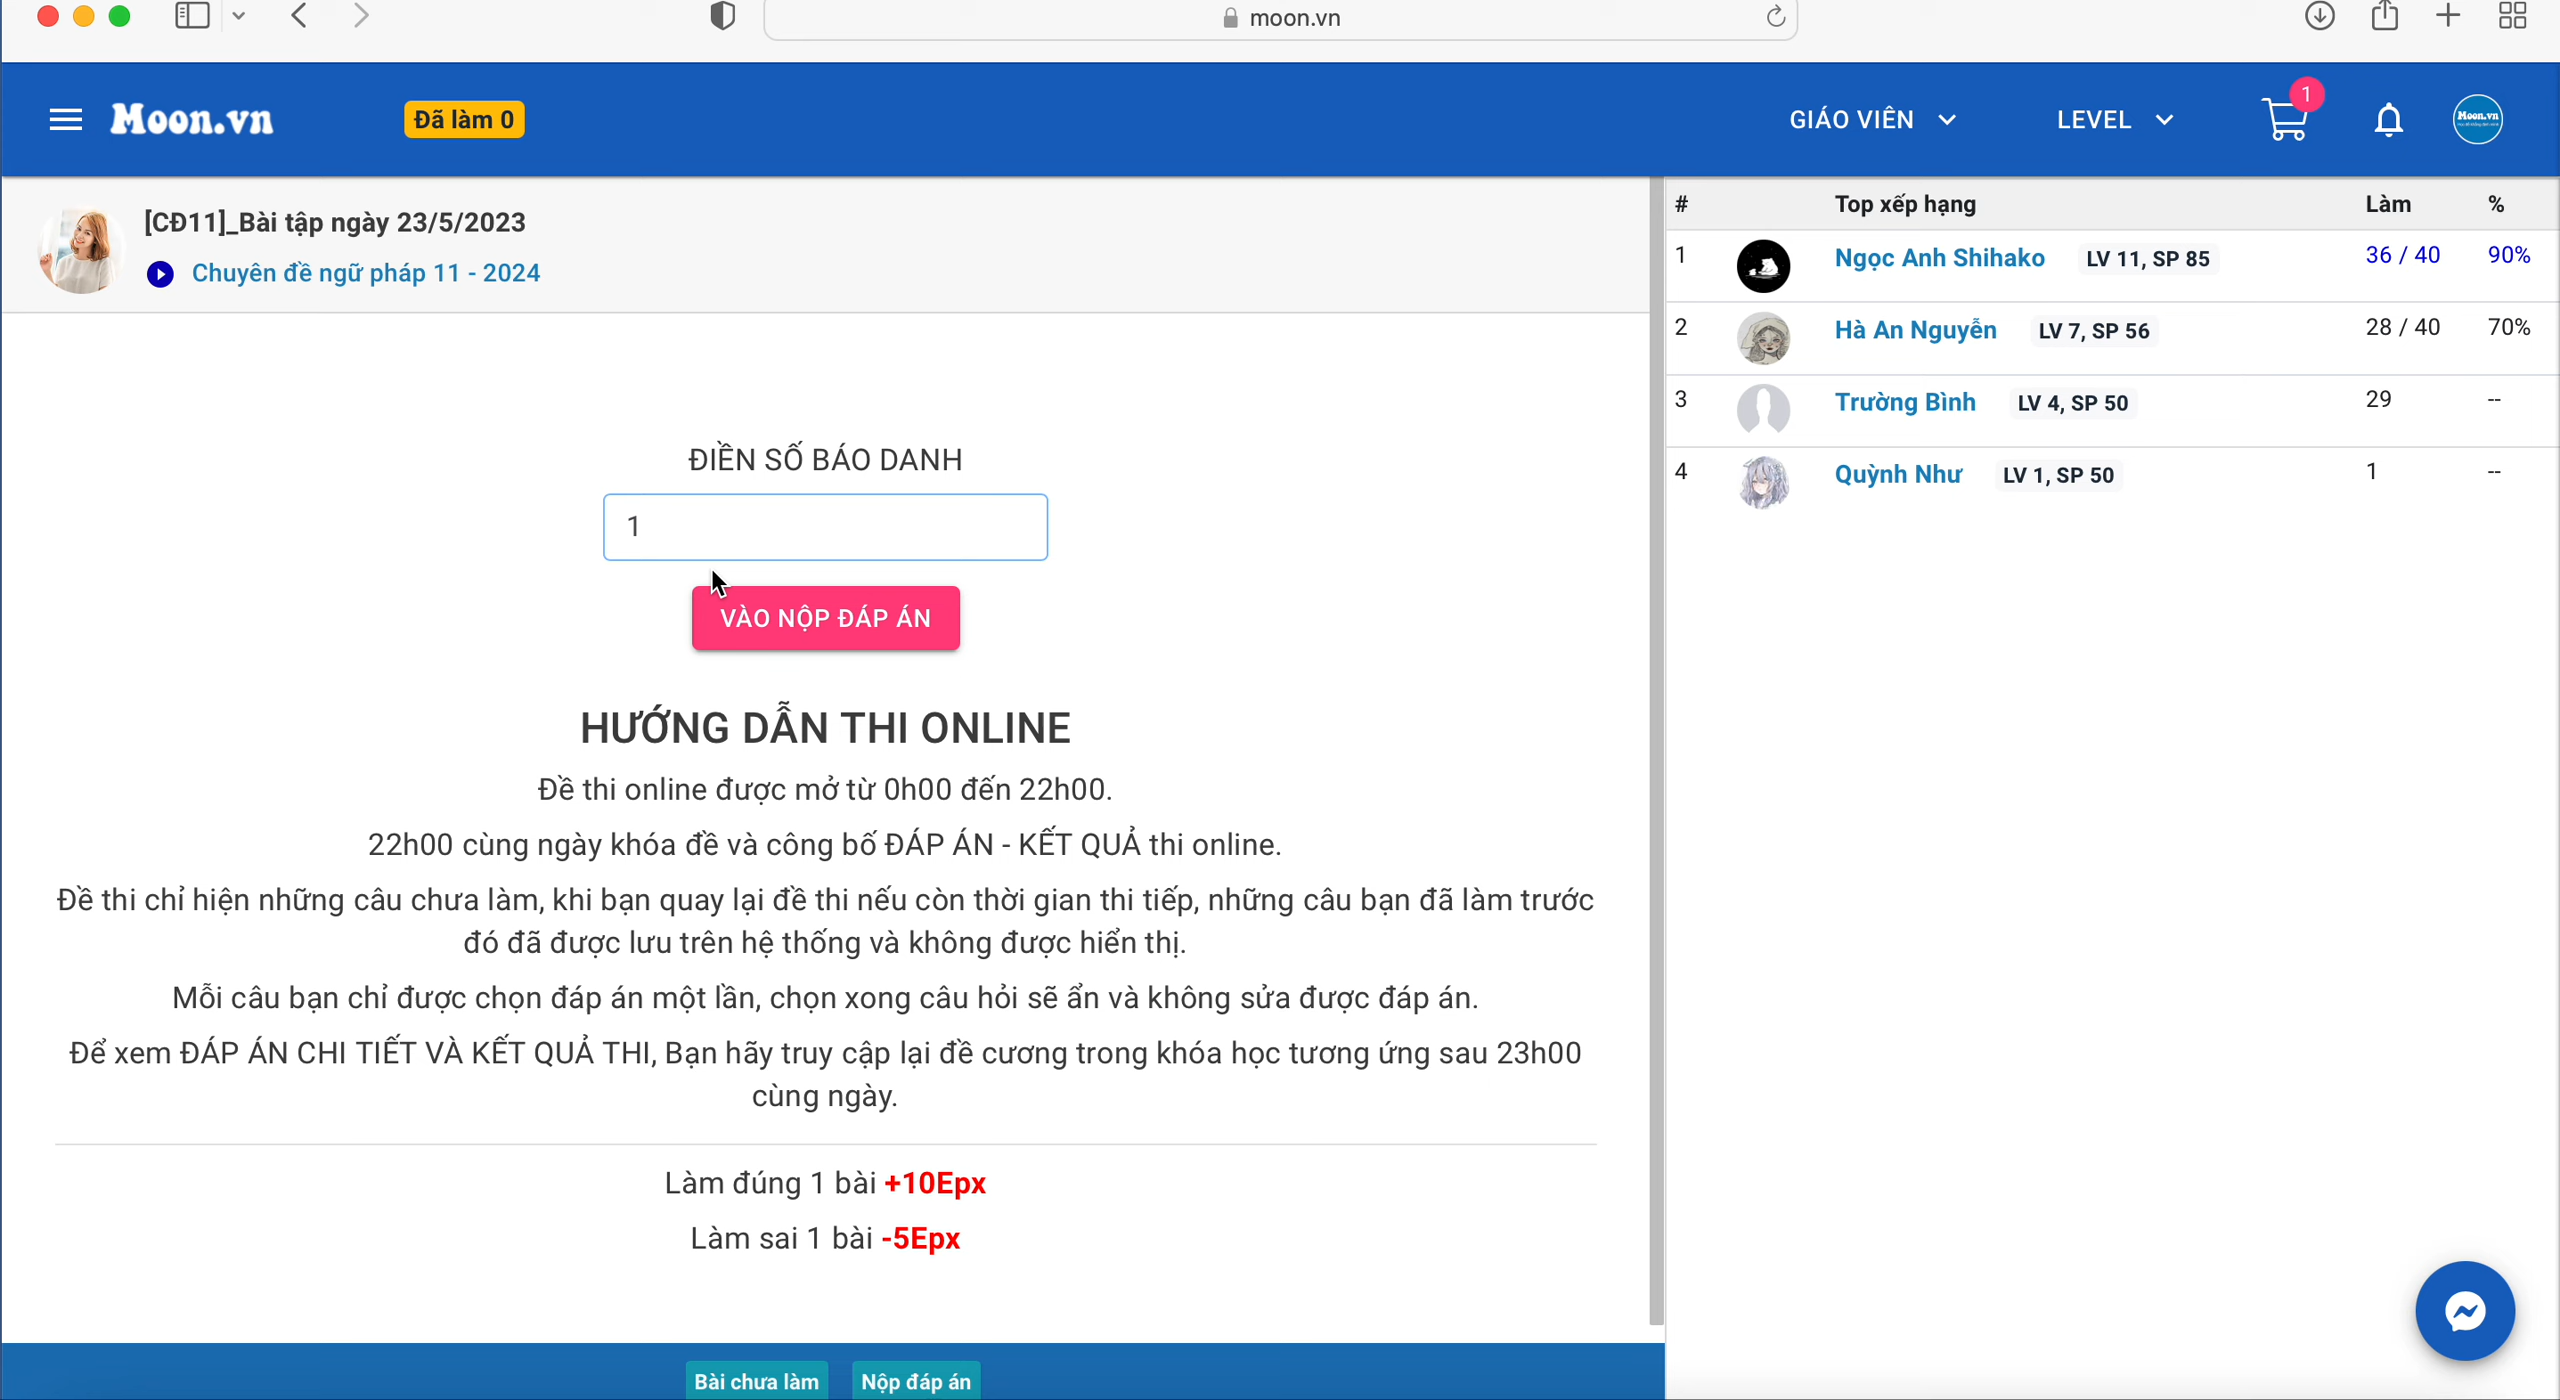 moon.vn
Moon.vn
Đã làm 0
GIÁO VIÊN
LEVEL
1
Moon.vn
[CĐ11]_Bài tập ngày 23/5/2023
Chuyên đề ngữ pháp 11 - 2024
ĐIỀN SỐ BÁO DANH
1
VÀO NỘP ĐÁP ÁN
HƯỚNG DẪN THI ONLINE
Đề thi online được mở từ 0h00 đến 22h00.
22h00 cùng ngày khóa đề và công bố ĐÁP ÁN - KẾT QUẢ thi online.
Đề thi chỉ hiện những câu chưa làm, khi bạn quay lại đề thi nếu còn thời gian thi tiếp, những câu bạn đã làm trước
đó đã được lưu trên hệ thống và không được hiển thị.
Mỗi câu bạn chỉ được chọn đáp án một lần, chọn xong câu hỏi sẽ ẩn và không sửa được đáp án.
Để xem ĐÁP ÁN CHI TIẾT VÀ KẾT QUẢ THI, Bạn hãy truy cập lại đề cương trong khóa học tương ứng sau 23h00
cùng ngày.
Làm đúng 1 bài +10Epx
Làm sai 1 bài -5Epx
Bài chưa làm Nộp đáp án
# Top xếp hạng Làm %
1 Ngọc Anh Shihako LV 11, SP 85 36 / 40 90%
2 Hà An Nguyễn LV 7, SP 56 28 / 40 70%
3 Trường Bình LV 4, SP 50 29 --
4 Quỳnh Như LV 1, SP 50 1 --